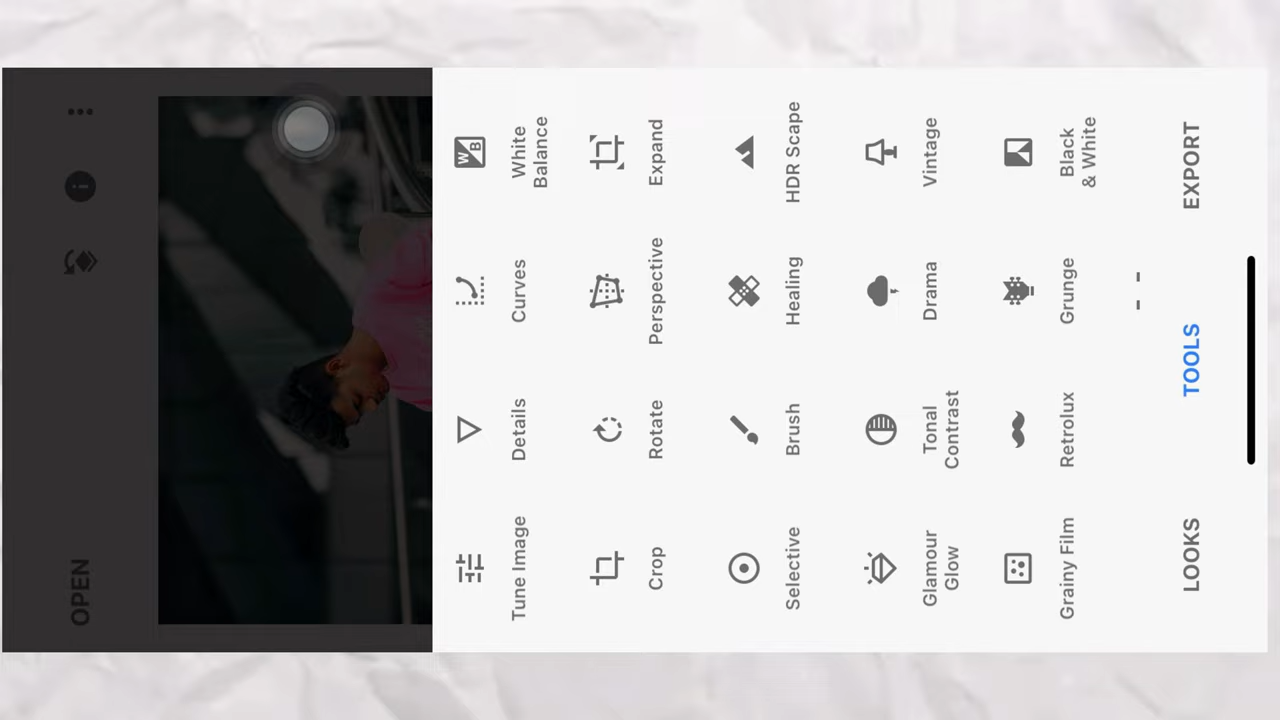 OPEN
Tune Image
Details
Curves
White
Balance
Crop
Rotate
Perspective
Expand
Selective
Brush
Healing
HDR Scape
Glamour
Glow
Tonal
Contrast
Drama
Vintage
Grainy Film
Retrolux
Grunge
Black
& White
LOOKS
TOOLS
EXPORT